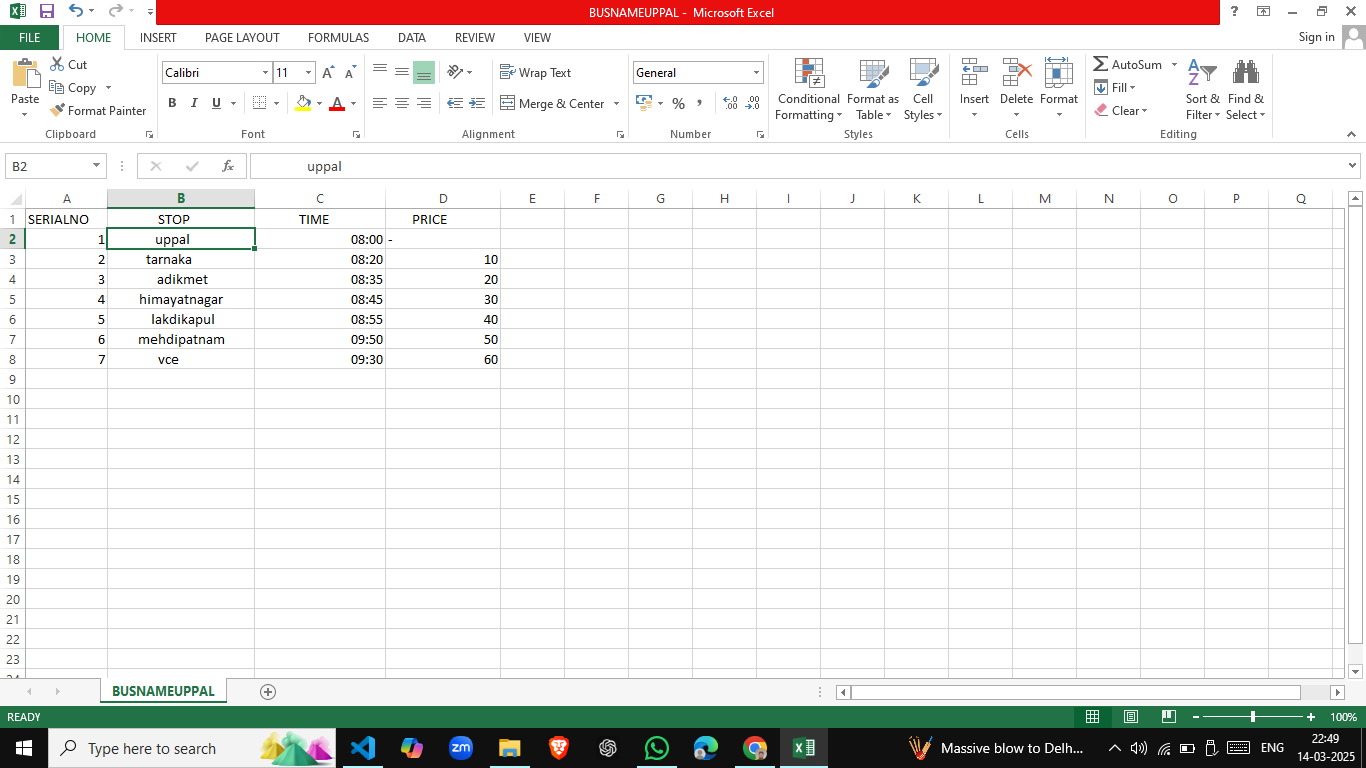 BUSNAMEUPPAL - Microsoft Excel
FILE HOME INSERT PAGE LAYOUT FORMULAS DATA REVIEW VIEW Sign in
Paste Cut Copy Format Painter
Clipboard
Calibri 11
B I U A
Font
Wrap Text
Merge & Center
Alignment
General
% ,
Number
Conditional Formatting Format as Table Cell Styles
Styles
Insert Delete Format
Cells
AutoSum Fill Clear Sort & Filter Find & Select
Editing
B2 fx uppal
A B C D E F G H I J K L M N O P Q
1 SERIALNO STOP TIME PRICE
2 1 uppal 08:00 -
3 2 tarnaka 08:20 10
4 3 adikmet 08:35 20
5 4 himayatnagar 08:45 30
6 5 lakdikapul 08:55 40
7 6 mehdipatnam 09:50 50
8 7 vce 09:30 60
9
10
11
12
13
14
15
16
17
18
19
20
21
22
23
24
BUSNAMEUPPAL
READY 100%
Type here to search zm Massive blow to Delh... ENG 22:49
14-03-2025